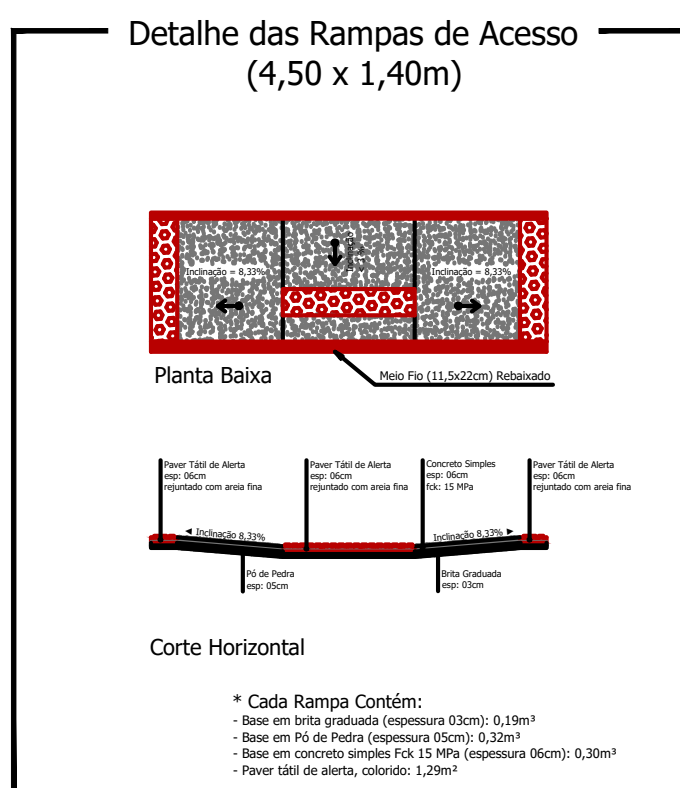 Detalhe das Rampas de Acesso
(4,50 x 1,40m)
Inclinação
Inclinação = 8,33%
Inclinação = 8,33%
Planta Baixa
Meio Fio (11,5x22cm) Rebaixado
Paver Tátil de Alerta
esp: 06cm
rejuntado com areia fina
Paver Tátil de Alerta
esp: 06cm
rejuntado com areia fina
Concreto Simples
esp: 06cm
fck: 15 MPa
Paver Tátil de Alerta
esp: 06cm
rejuntado com areia fina
Inclinação 8,33%
Inclinação 8,33%
Pó de Pedra
esp: 05cm
Brita Graduada
esp: 03cm
Corte Horizontal
* Cada Rampa Contém:
- Base em brita graduada (espessura 03cm): 0,19m³
- Base em Pó de Pedra (espessura 05cm): 0,32m³
- Base em concreto simples Fck 15 MPa (espessura 06cm): 0,30m³
- Paver tátil de alerta, colorido: 1,29m²